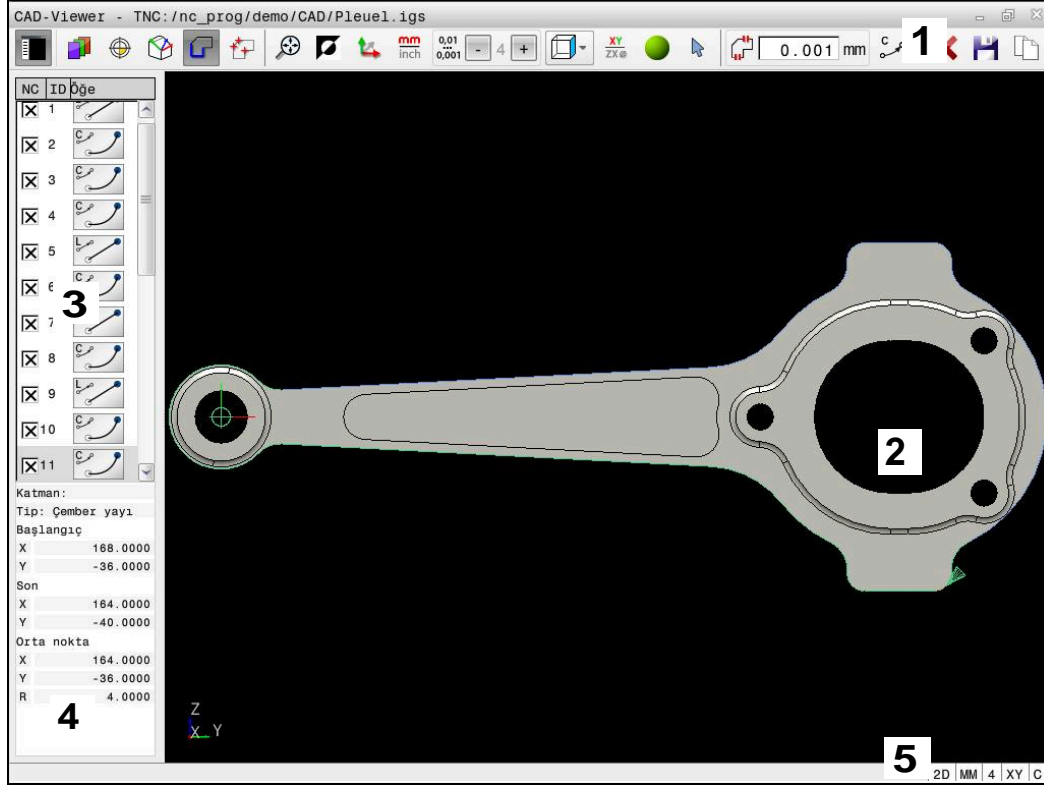 CAD-Viewer - TNC:/nc_prog/demo/CAD/Pleuel.igs
mm inch 0,01 0,001 - 4 + XY ZX 0.001 mm C 1
NC ID Öğe
1
2 C
3 C
4 C
5 L
6 C
3
7
8 C
9 L
10 C
11 C
2
Katman:
Tip: Çember yayı
Başlangıç
X 168.0000
Y -36.0000
Son
X 164.0000
Y -40.0000
Orta nokta
X 164.0000
Y -36.0000
R 4.0000
4
Z
X Y
5
2D MM 4 XY C